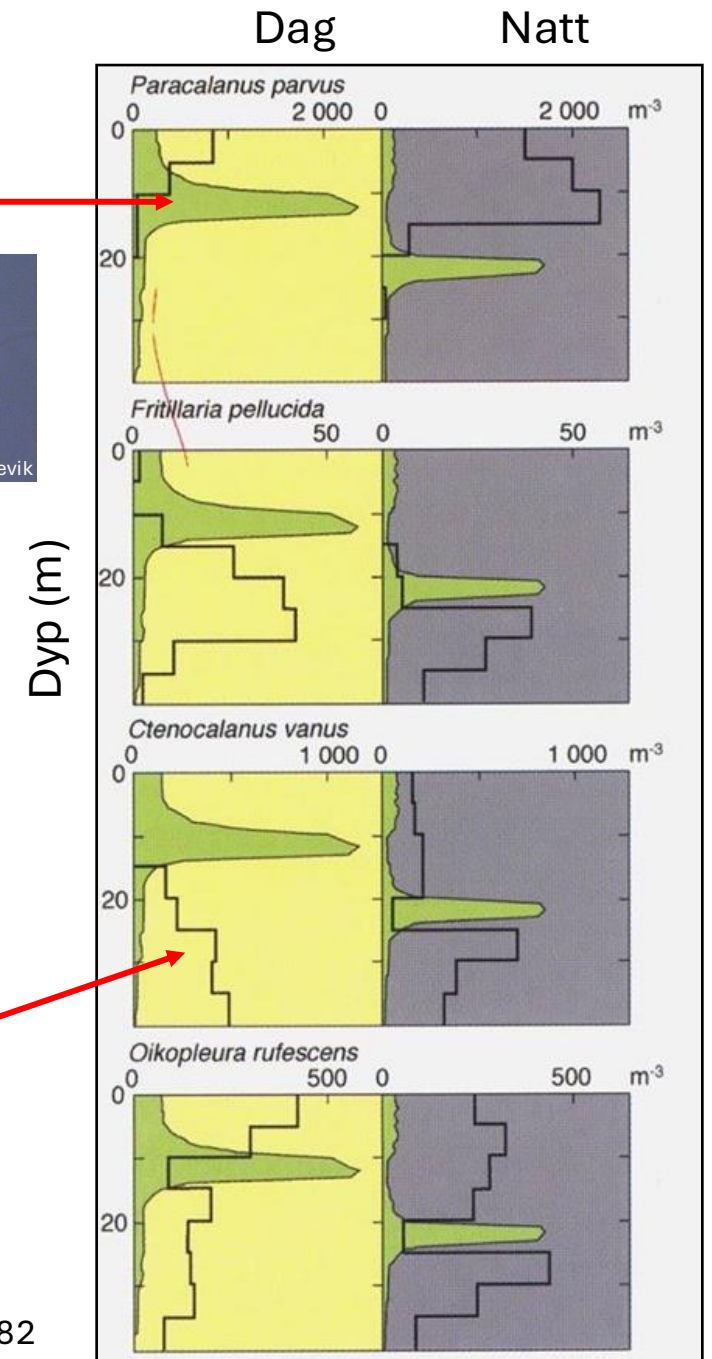 Dag Natt
Paracalanus parvus
0 2 000 0 2 000 m-3
0
20
evik
Fritillaria pellucida
0 50 0 50 m-3
0
20
Dyp (m)
Ctenocalanus vanus
0 1 000 0 1 000 m-3
0
20
Oikopleura rufescens
0 500 0 500 m-3
0
20
82